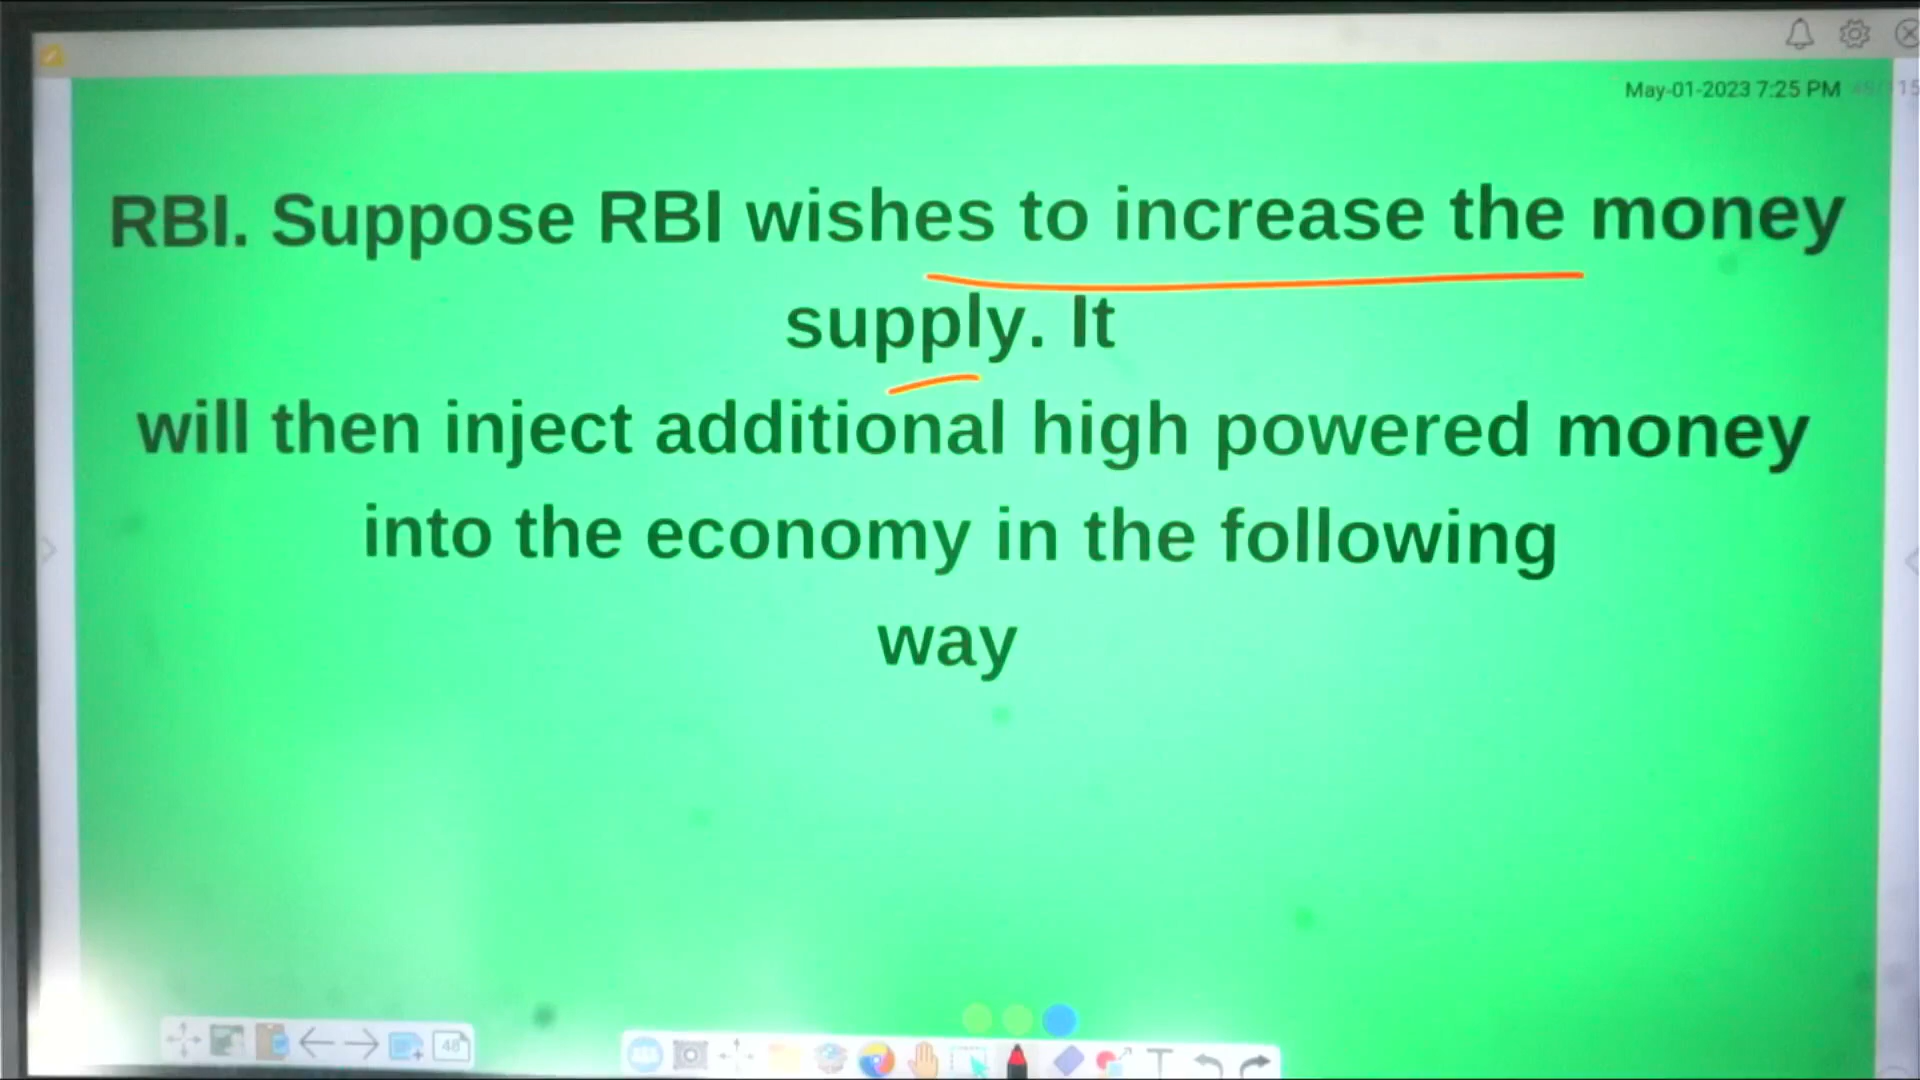 May-01-2023 7:25 PM
RBI. Suppose RBI wishes to increase the money
supply. It
will then inject additional high powered money
into the economy in the following
way
48